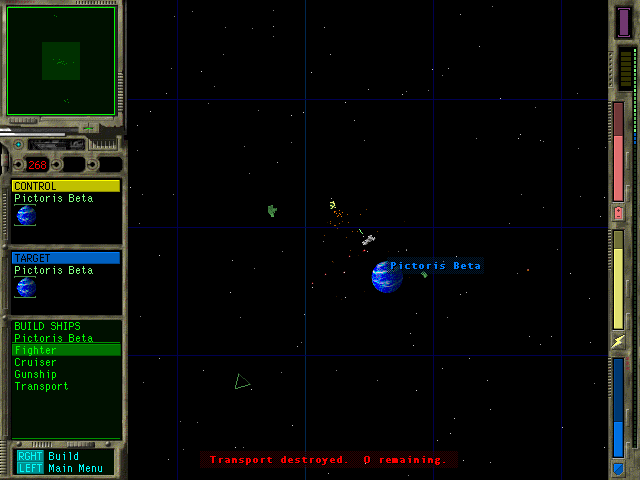 268
CONTROL
Pictoris Beta
TARGET
Pictoris Beta
BUILD SHIPS
Pictoris Beta
Fighter
Cruiser
Gunship
Transport
RGHT Build
LEFT Main Menu
Pictoris Beta
Transport destroyed. 0 remaining.